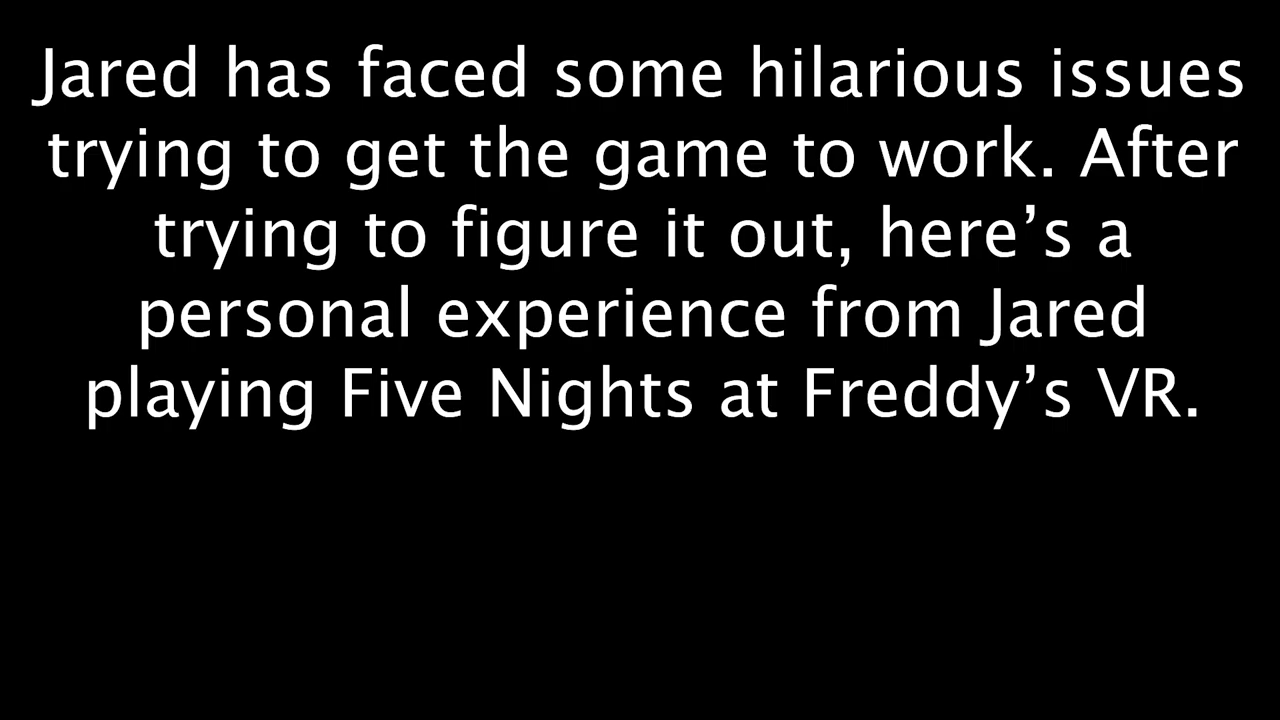 Jared has faced some hilarious issues
trying to get the game to work. After
trying to figure it out, here’s a
personal experience from Jared
playing Five Nights at Freddy’s VR.